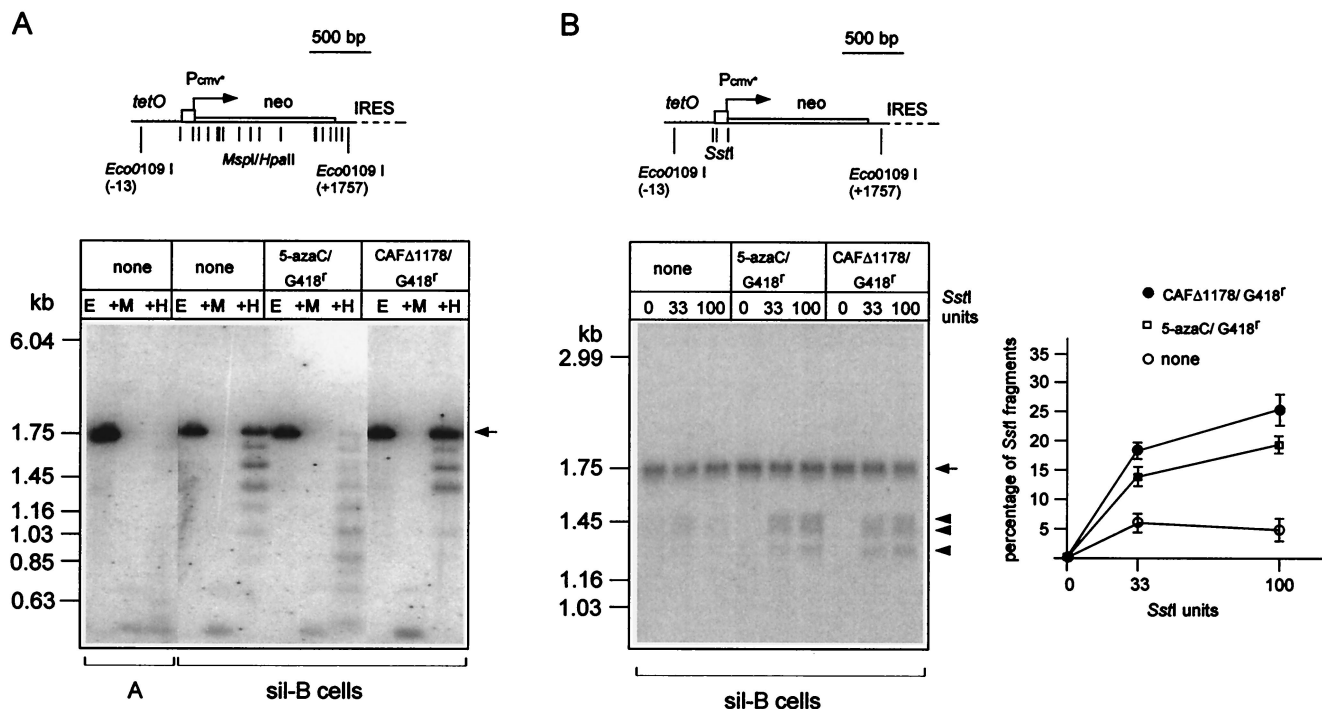 A
500 bp
Pcmv*
tetO
neo
IRES
MspI/HpaII
Eco0109 I
(-13)
Eco0109 I
(+1757)
none
none
5-azaC/
G418r
CAFΔ1178/
G418r
kb
E +M +H
E +M +H
E +M +H
E +M +H
6.04
1.75
1.45
1.16
1.03
0.85
0.63
A
sil-B cells
B
500 bp
Pcmv*
tetO
neo
IRES
SstI
Eco0109 I
(-13)
Eco0109 I
(+1757)
none
5-azaC/
G418r
CAFΔ1178/
G418r
0 33 100
0 33 100
0 33 100
SstI
units
kb
2.99
1.75
1.45
1.16
1.03
sil-B cells
CAFΔ1178/ G418r
5-azaC/ G418r
none
percentage of SstI fragments
35
30
25
20
15
10
5
0
33
100
SstI units